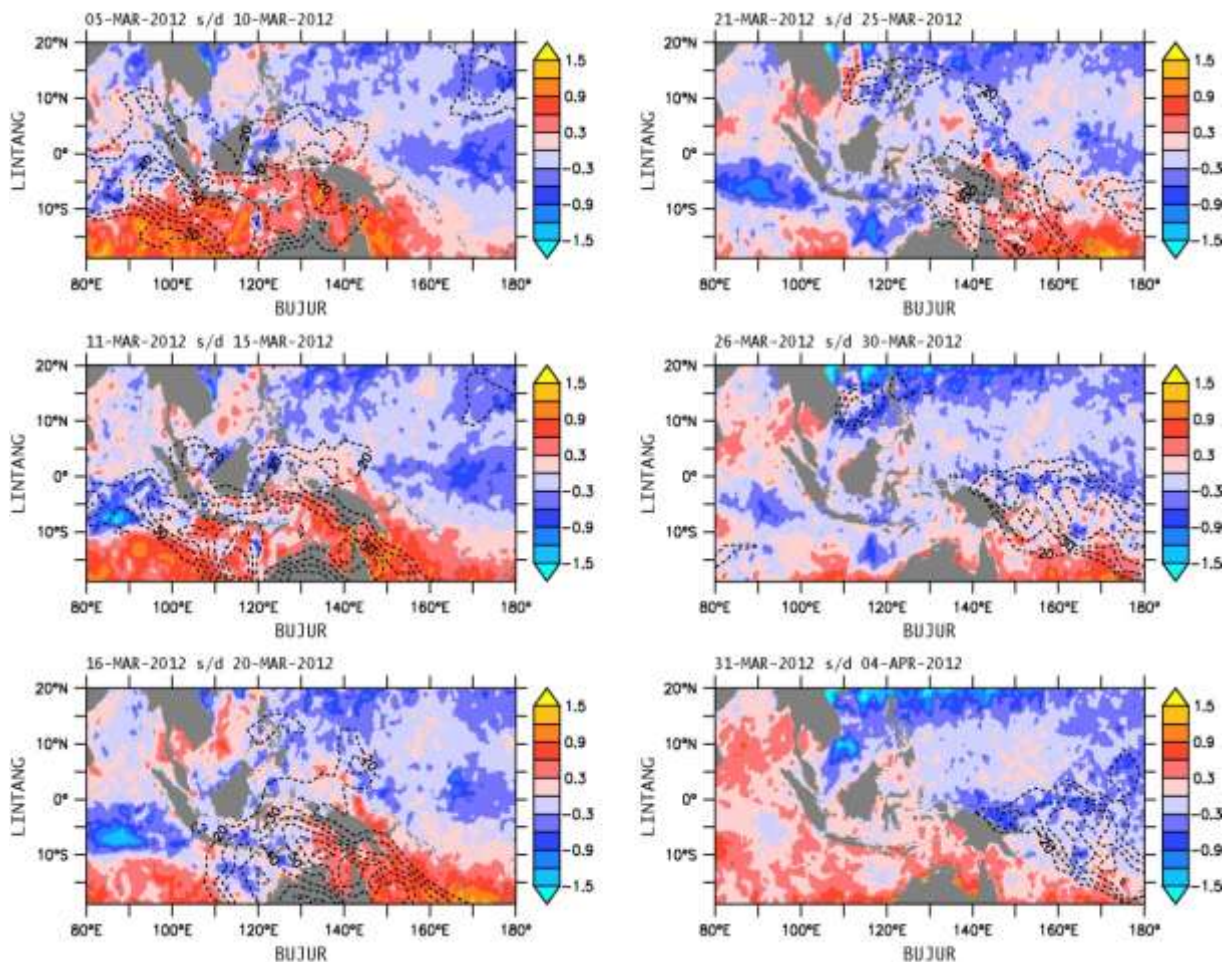 05-MAR-2012 s/d 10-MAR-2012
20°N
10°N
0°
10°S
LINTANG
80°E 100°E 120°E 140°E 160°E 180°
BUJUR
1.5
0.9
0.3
-0.3
-0.9
-1.5
21-MAR-2012 s/d 25-MAR-2012
20°N
10°N
0°
10°S
LINTANG
80°E 100°E 120°E 140°E 160°E 180°
BUJUR
1.5
0.9
0.3
-0.3
-0.9
-1.5
11-MAR-2012 s/d 15-MAR-2012
20°N
10°N
0°
10°S
LINTANG
80°E 100°E 120°E 140°E 160°E 180°
BUJUR
1.5
0.9
0.3
-0.3
-0.9
-1.5
26-MAR-2012 s/d 30-MAR-2012
20°N
10°N
0°
10°S
LINTANG
80°E 100°E 120°E 140°E 160°E 180°
BUJUR
1.5
0.9
0.3
-0.3
-0.9
-1.5
16-MAR-2012 s/d 20-MAR-2012
20°N
10°N
0°
10°S
LINTANG
80°E 100°E 120°E 140°E 160°E 180°
BUJUR
1.5
0.9
0.3
-0.3
-0.9
-1.5
31-MAR-2012 s/d 04-APR-2012
20°N
10°N
0°
10°S
LINTANG
80°E 100°E 120°E 140°E 160°E 180°
BUJUR
1.5
0.9
0.3
-0.3
-0.9
-1.5